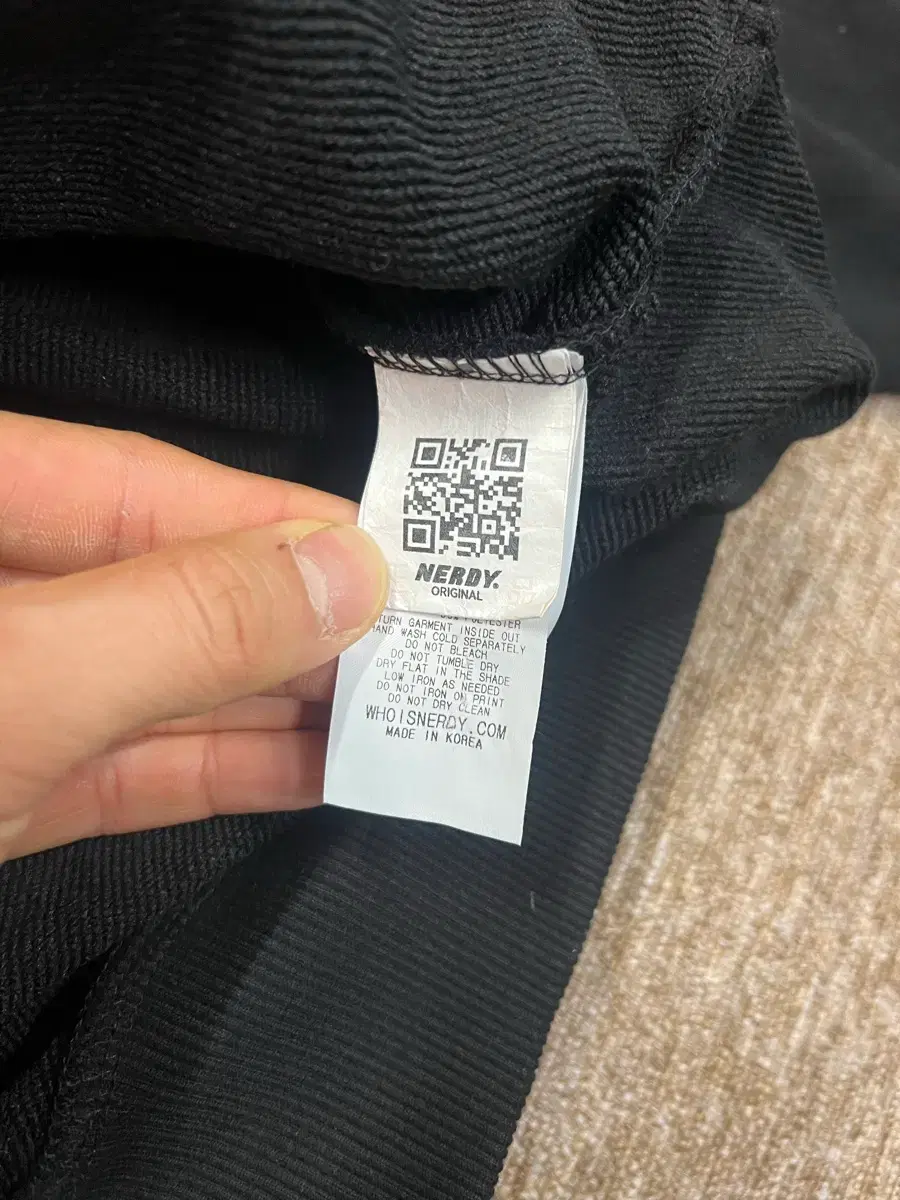 NERDY.
ORIGINAL
POLYESTER
TURN GARMENT INSIDE OUT
HAND WASH COLD SEPARATELY
DO NOT BLEACH
DO NOT TUMBLE DRY
DRY FLAT IN THE SHADE
LOW IRON AS NEEDED
DO NOT IRON ON PRINT
DO NOT DRY CLEAN
WHOISNERDY.COM
MADE IN KOREA